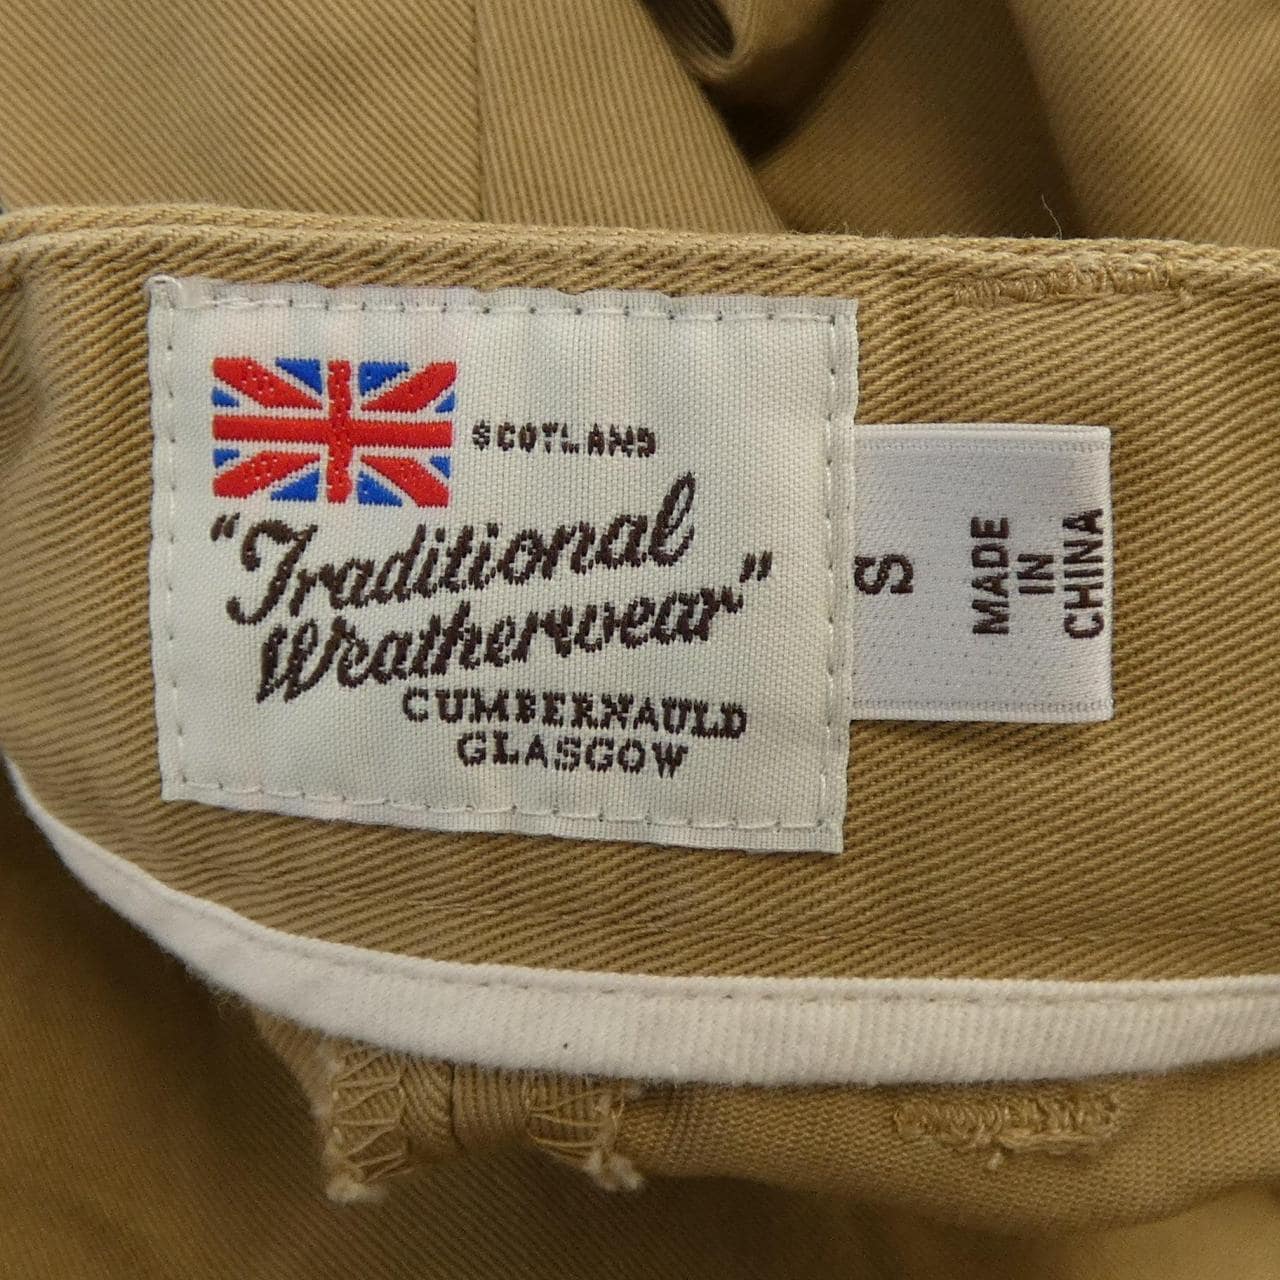 SCOTLAND
"Traditional
Weatherwear"
CUMBERNAULD
GLASGOW
S
MADE
IN
CHINA